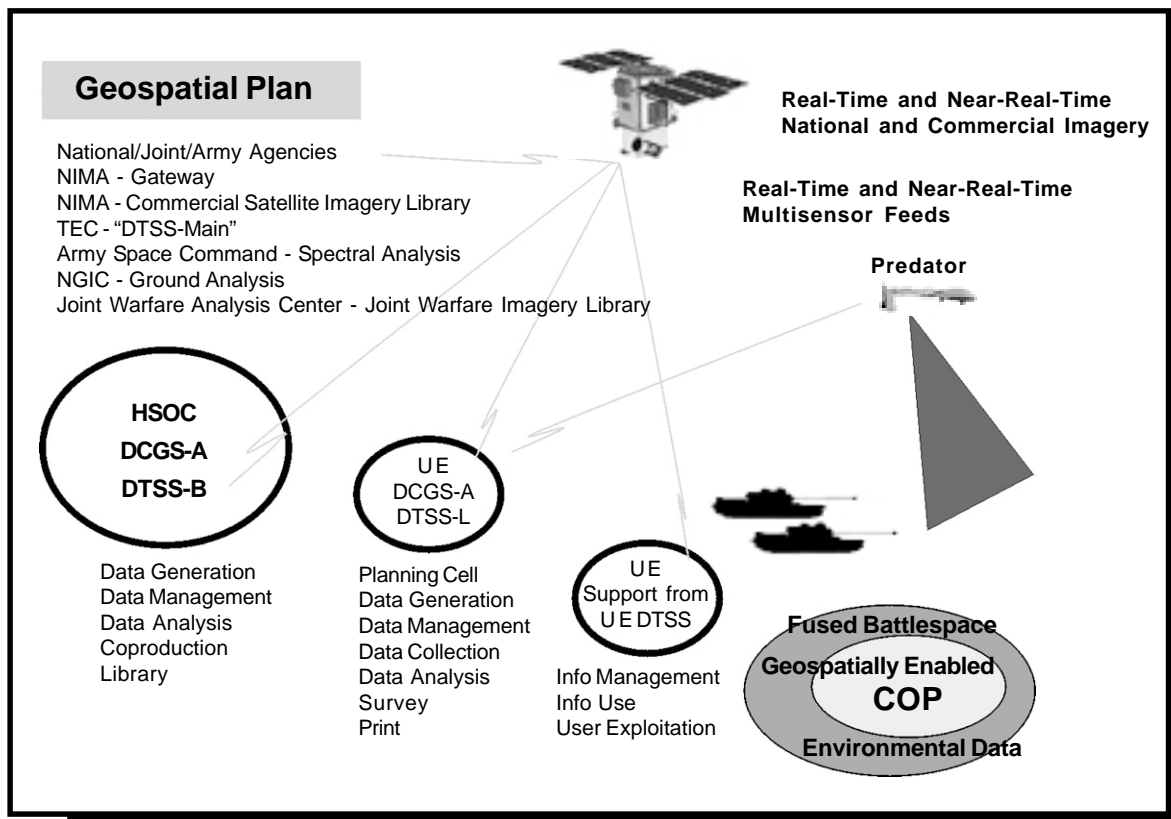 Geospatial Plan
National/Joint/Army Agencies
NIMA - Gateway
NIMA - Commercial Satellite Imagery Library
TEC - “DTSS-Main”
Army Space Command - Spectral Analysis
NGIC - Ground Analysis
Joint Warfare Analysis Center - Joint Warfare Imagery Library
Real-Time and Near-Real-Time
National and Commercial Imagery
Real-Time and Near-Real-Time
Multisensor Feeds
Predator
HSOC
DCGS-A
DTSS-B
Data Generation
Data Management
Data Analysis
Coproduction
Library
UE
DCGS-A
DTSS-L
Planning Cell
Data Generation
Data Management
Data Collection
Data Analysis
Survey
Print
UE
Support from
UE DTSS
Info Management
Info Use
User Exploitation
Fused Battlespace
Geospatially Enabled
COP
Environmental Data